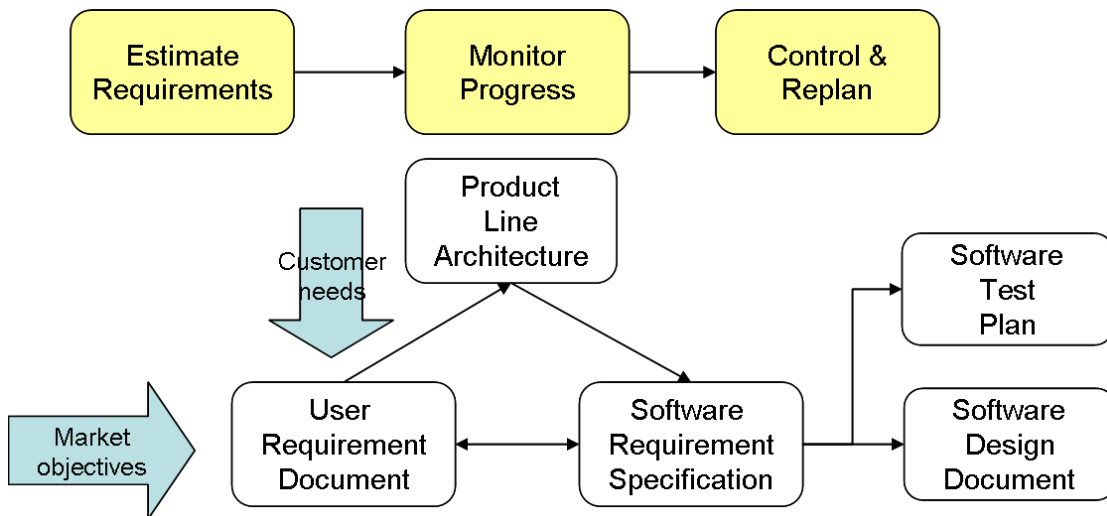 Estimate
Requirements
Monitor
Progress
Control &
Replan
Product
Line
Architecture
Customer
needs
Software
Test
Plan
Market
objectives
User
Requirement
Document
Software
Requirement
Specification
Software
Design
Document